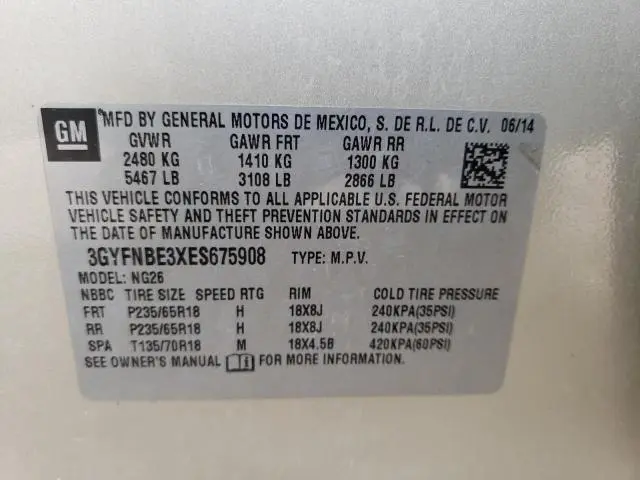 GM
MFD BY GENERAL MOTORS DE MEXICO, S. DE R.L. DE C.V. 06/14
GVWR GAWR FRT GAWR RR
2480 KG 1410 KG 1300 KG
5467 LB 3108 LB 2866 LB
THIS VEHICLE CONFORMS TO ALL APPLICABLE U.S. FEDERAL MOTOR
VEHICLE SAFETY AND THEFT PREVENTION STANDARDS IN EFFECT ON
THE DATE OF MANUFACTURE SHOWN ABOVE.
3GYFNBE3XES675908 TYPE: M.P.V.
MODEL: NG26
NBBC TIRE SIZE SPEED RTG RIM COLD TIRE PRESSURE
FRT P235/65R18 H 18X8J 240KPA(35PSI)
RR P235/65R18 H 18X8J 240KPA(35PSI)
SPA T135/70R18 M 18X4.5B 420KPA(60PSI)
SEE OWNER'S MANUAL FOR MORE INFORMATION.